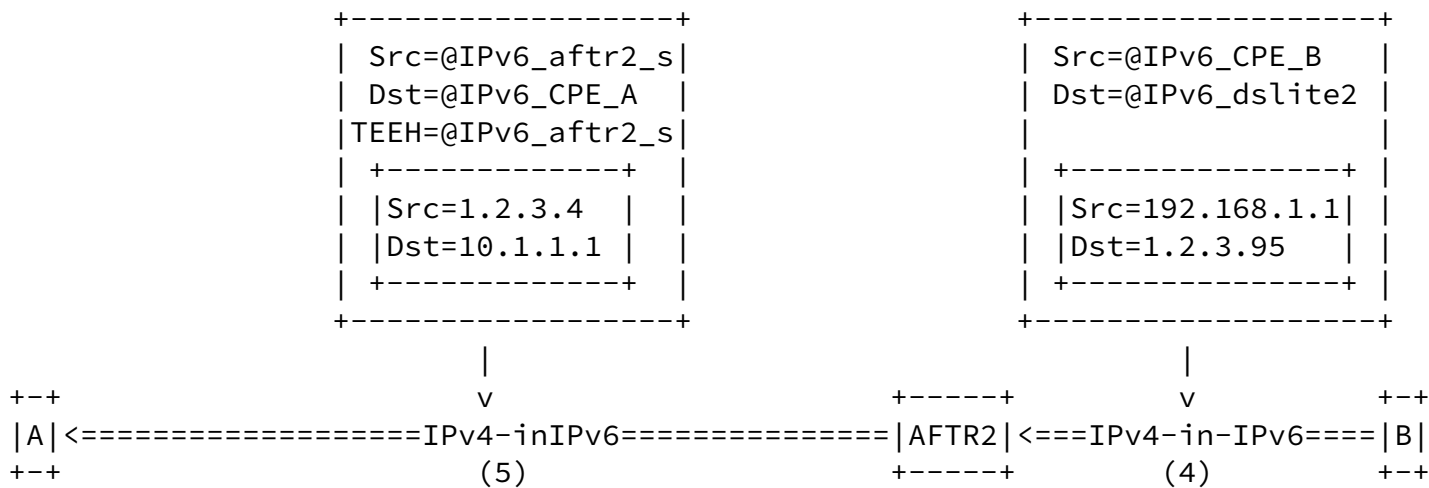 +------------------+                  +-------------------+
| Src=@IPv6_aftr2_s|                  | Src=@IPv6_CPE_B   |
| Dst=@IPv6_CPE_A  |                  | Dst=@IPv6_dslite2 |
|TEEH=@IPv6_aftr2_s|                  |                   |
| +-------------+  |                  | +---------------+ |
| |Src=1.2.3.4  |  |                  | |Src=192.168.1.1| |
| |Dst=10.1.1.1 |  |                  | |Dst=1.2.3.95   | |
| +-------------+  |                  | +---------------+ |
+------------------+                  +-------------------+
|                                      |
+-+                       v                      +-----+         v          +-+
|A|<===================IPv4-inIPv6===============|AFTR2|<===IPv4-in-IPv6====|B|
+-+                       (5)                    +-----+        (4)         +-+